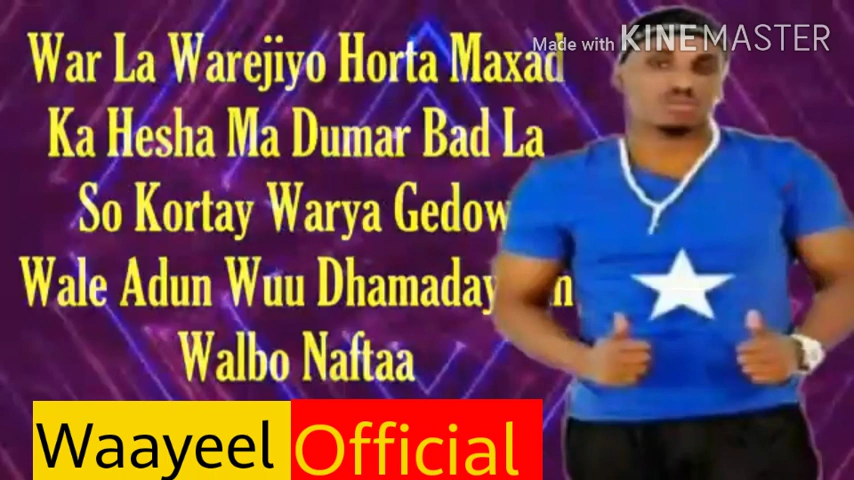 Made with KINEMASTER
War La Warejiyo Horta Maxad
Ka Hesha Ma Dumar Bad La
So Kortay Warya Gedow
Wale Adun Wuu Dhamaday
Walbo Naftaa
Waayeel Official